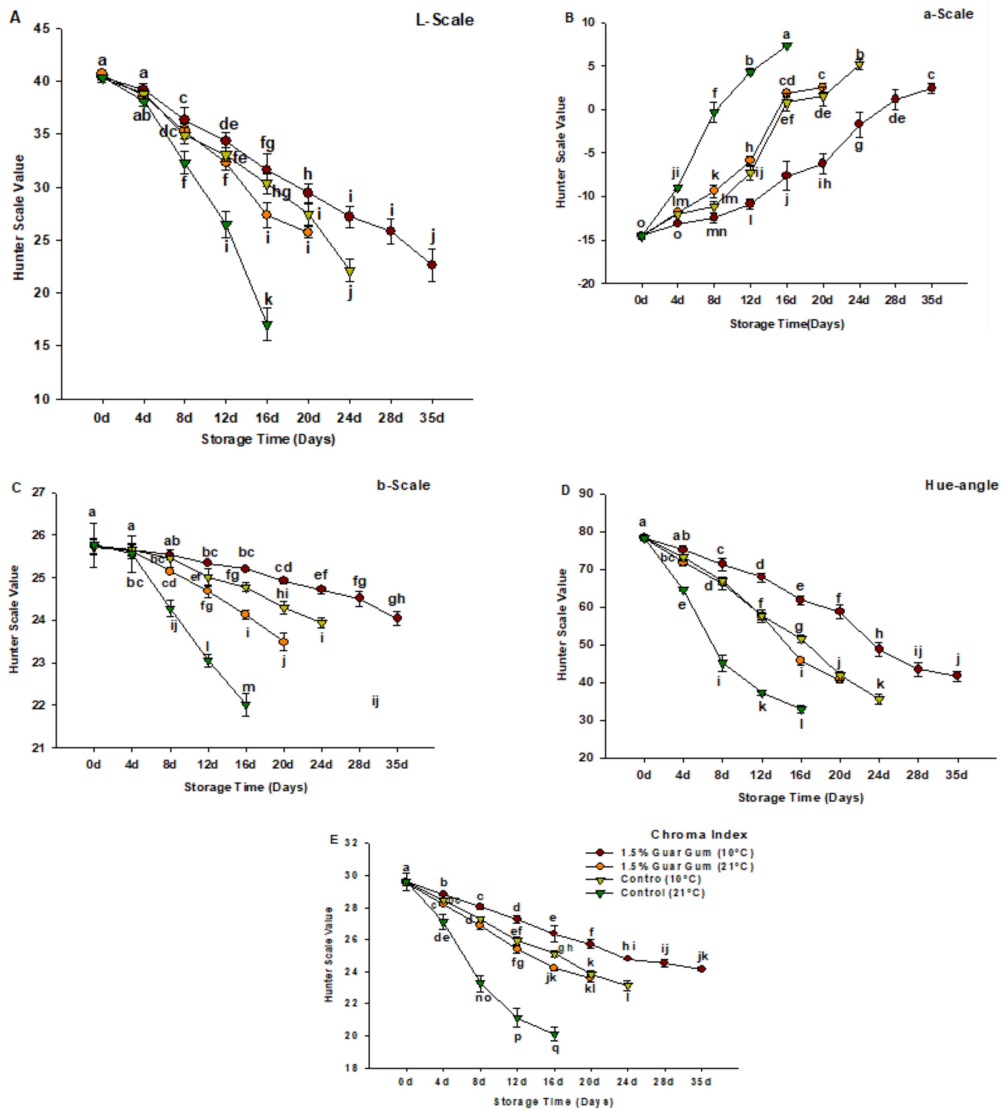 A
L-Scale
45
40
35
30
25
20
15
10
Hunter Scale Value
a
a
ab
c
dc
f
de
fe
f
i
fg
hg
i
k
h
i
i
i
j
i
j
0d 4d 8d 12d 16d 20d 24d 28d 35d
Storage Time (Days)
B
a-Scale
10
5
0
-5
-10
-15
-20
Hunter Scale Value
o
ji
lm
o
f
k
lm
mn
b
h
ij
l
a
cd
ef
j
c
de
ih
b
g
de
c
0d 4d 8d 12d 16d 20d 24d 28d 35d
Storage Time(Days)
C
b-Scale
27
26
25
24
23
22
21
Hunter Scale Value
a
a
bc
ab
bc
cd
ij
bc
ef
fg
l
bc
fg
i
m
cd
hi
j
ef
i
fg
gh
ij
0d 4d 8d 12d 16d 20d 24d 28d 35d
Storage Time (Days)
D
Hue-angle
90
80
70
60
50
40
30
20
Hunter Scale Value
a
ab
bc
e
c
d
i
d
f
k
e
g
i
l
f
j
h
k
ij
j
0d 4d 8d 12d 16d 20d 24d 28d 35d
Storage Time (Days)
E
Chroma Index
1.5% Guar Gum (10°C)
1.5% Guar Gum (21°C)
Contro (10°C)
Control (21°C)
32
30
28
26
24
22
20
18
Hunter Scale Value
a
b
c
de
c
d
no
d
ef
fg
p
e
gh
jk
q
f
k
kl
hi
l
ij
jk
0d 4d 8d 12d 16d 20d 24d 28d 35d
Storage Time (Days)